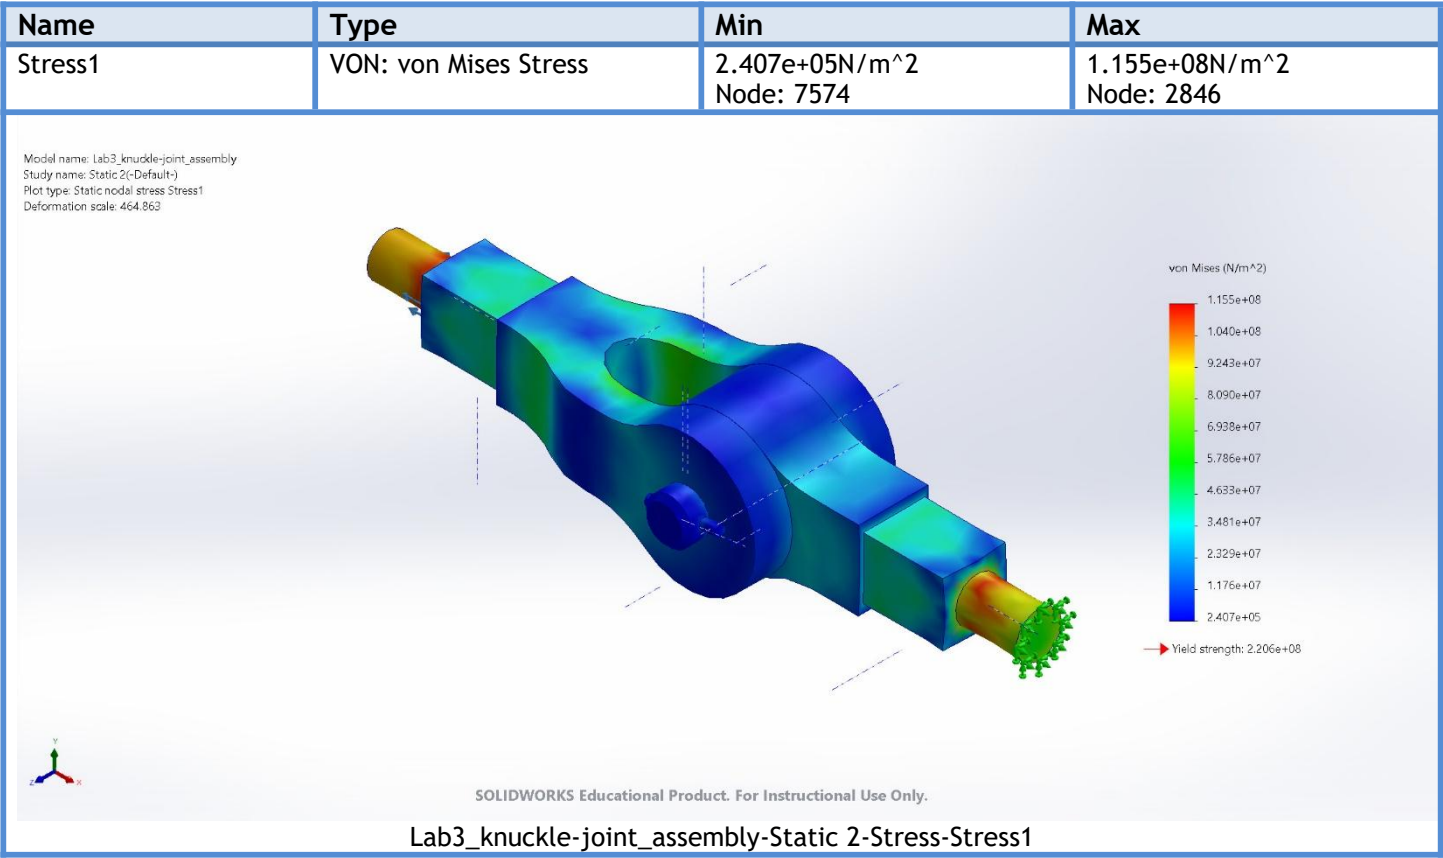 Name Type Min Max
Stress1 VON: von Mises Stress 2.407e+05N/m^2 1.155e+08N/m^2
Node: 7574 Node: 2846
Model name: Lab3_knuckle-joint_assembly
Study name: Static 2(-Default-)
Plot type: Static nodal stress Stress1
Deformation scale: 464.863
von Mises (N/m^2)
1.155e+08
1.040e+08
9.243e+07
8.090e+07
6.938e+07
5.786e+07
4.633e+07
3.481e+07
2.329e+07
1.176e+07
2.407e+05
Yield strength: 2.206e+08
Y
Z X
SOLIDWORKS Educational Product. For Instructional Use Only.
Lab3_knuckle-joint_assembly-Static 2-Stress-Stress1